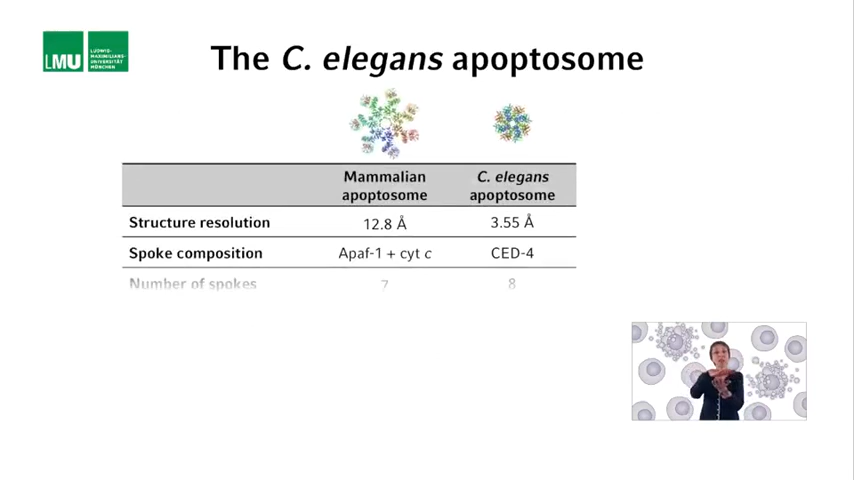 LMU
LUDWIG-
MAXIMILIANS-
UNIVERSITÄT
MÜNCHEN
The C. elegans apoptosome
Mammalian apoptosome
C. elegans apoptosome
Structure resolution 12.8 Å 3.55 Å
Spoke composition Apaf-1 + cyt c CED-4
Number of spokes 7 8